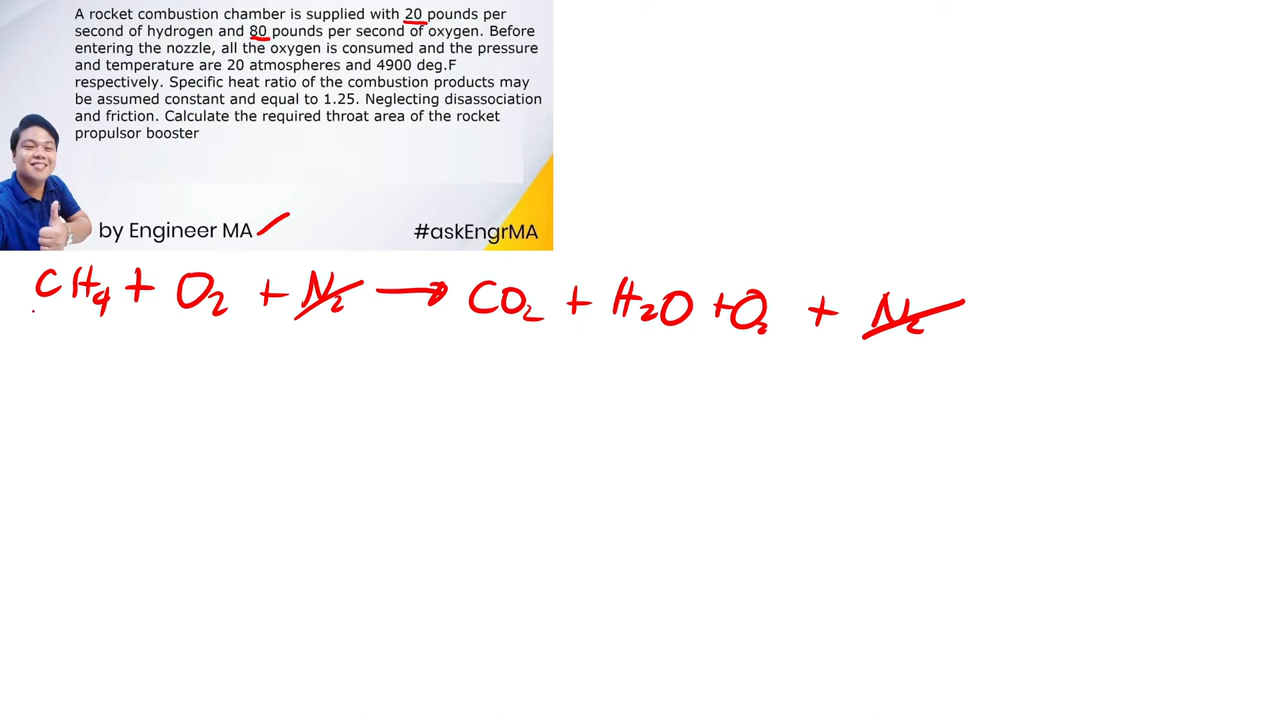 A rocket combustion chamber is supplied with 20 pounds per
second of hydrogen and 80 pounds per second of oxygen. Before
entering the nozzle, all the oxygen is consumed and the pressure
and temperature are 20 atmospheres and 4900 deg.F
respectively. Specific heat ratio of the combustion products may
be assumed constant and equal to 1.25. Neglecting disassociation
and friction. Calculate the required throat area of the rocket
propulsor booster
by Engineer MA
#askEngrMA
CH4 + O2 + N2 → CO2 + H2O + O2 + N2